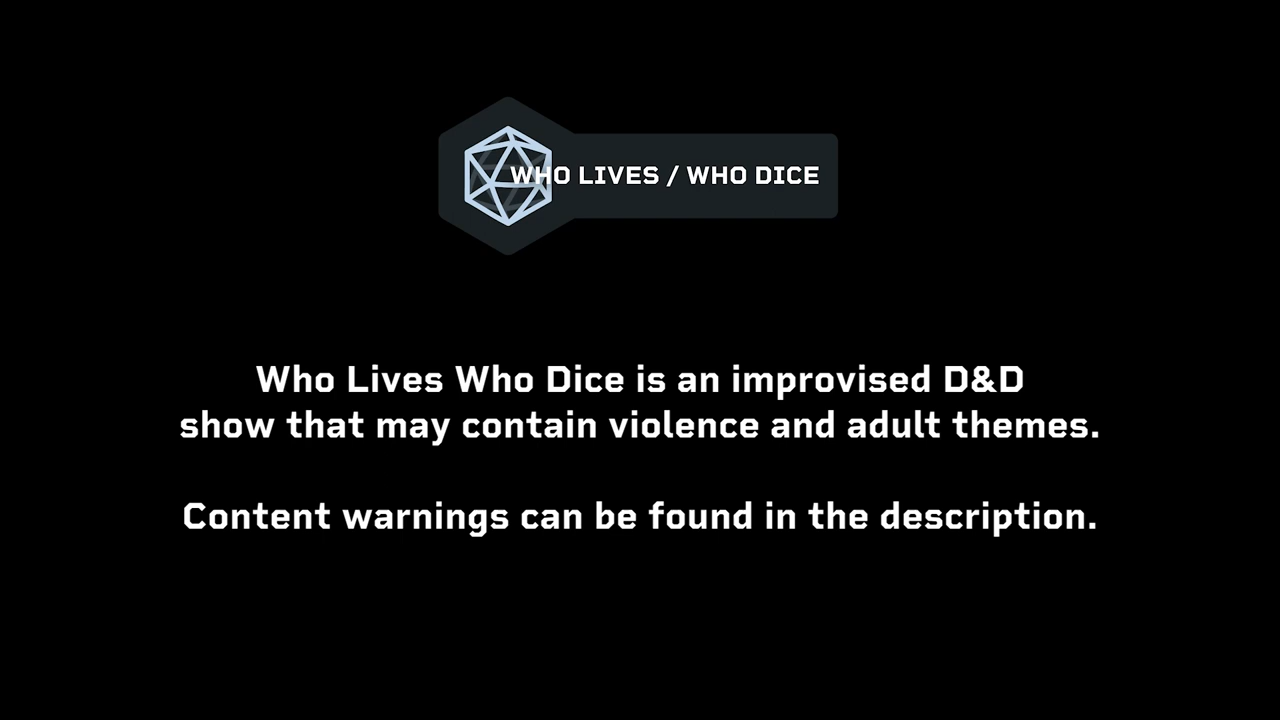 WHO LIVES / WHO DICE
Who Lives Who Dice is an improvised D&D
show that may contain violence and adult themes.
Content warnings can be found in the description.